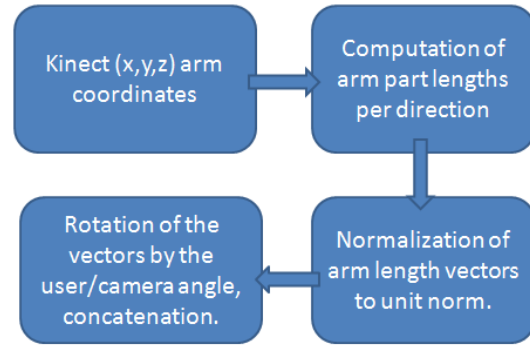 Kinect (x,y,z) arm
coordinates
Computation of
arm part lengths
per direction
Normalization of
arm length vectors
to unit norm.
Rotation of the
vectors by the
user/camera angle,
concatenation.